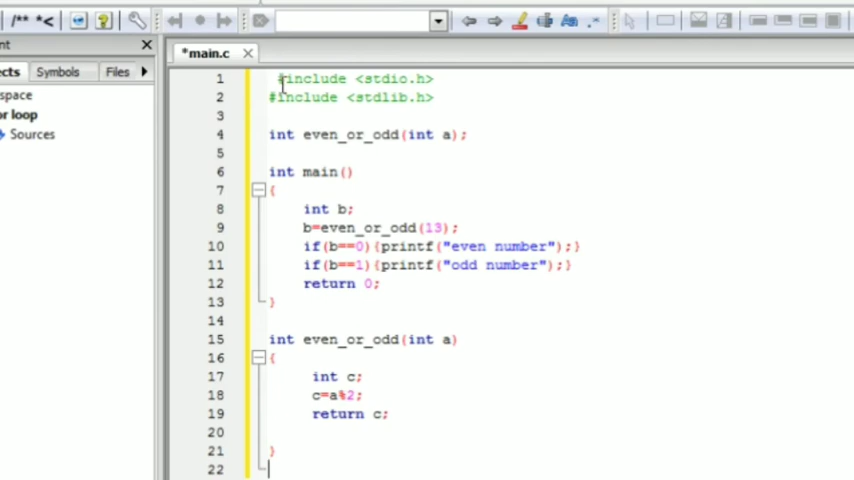 /** *<
nt
*main.c
ects Symbols Files
space
or loop
Sources
1 #include <stdio.h>
2 #include <stdlib.h>
3
4 int even_or_odd(int a);
5
6 int main()
7 {
8 int b;
9 b=even_or_odd(13);
10 if(b==0){printf("even number");}
11 if(b==1){printf("odd number");}
12 return 0;
13 }
14
15 int even_or_odd(int a)
16 {
17 int c;
18 c=a%2;
19 return c;
20
21 }
22